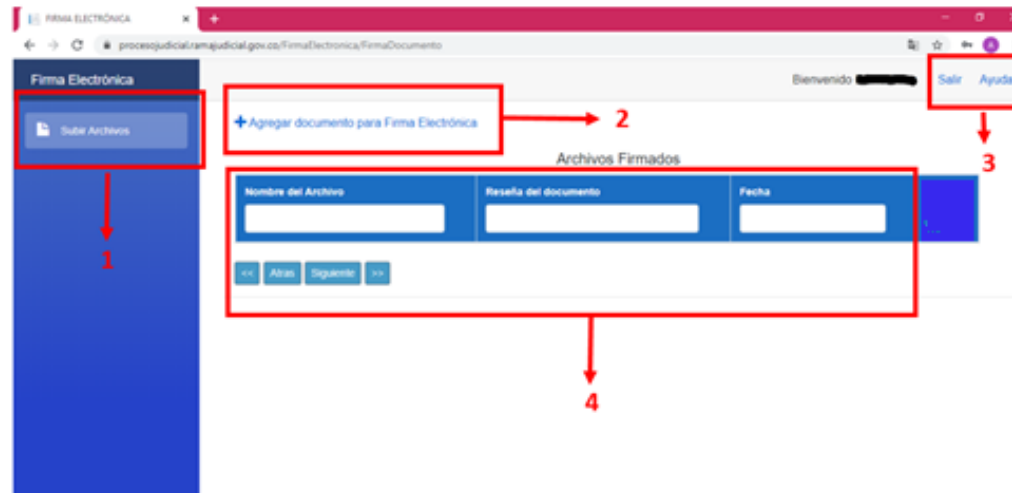 FIRMA ELECTRÓNICA
procesojudicial.ramajudicial.gov.co/FirmaElectronica/FirmaDocumento
Firma Electrónica
Bienvenido
Salir Ayuda
Subir Archivos
+Agregar documento para Firma Electrónica
2
Archivos Firmados
3
Nombre del Archivo Reseña del documento Fecha
1
<< Atras Siguiente >>
4